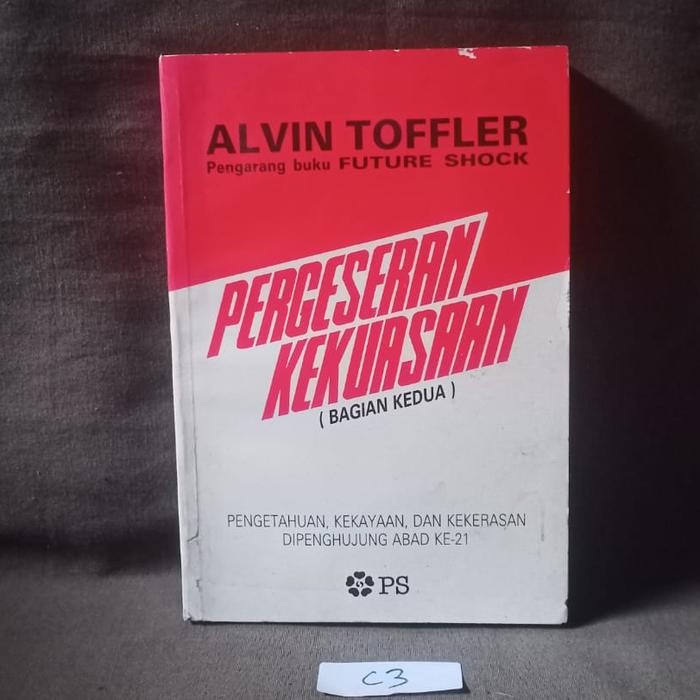 ALVIN TOFFLER
Pengarang buku FUTURE SHOCK
PERGESERAN
KEKUASAAN
( BAGIAN KEDUA )
PENGETAHUAN, KEKAYAAN, DAN KEKERASAN
DIPENGHUJUNG ABAD KE-21
PS
C3